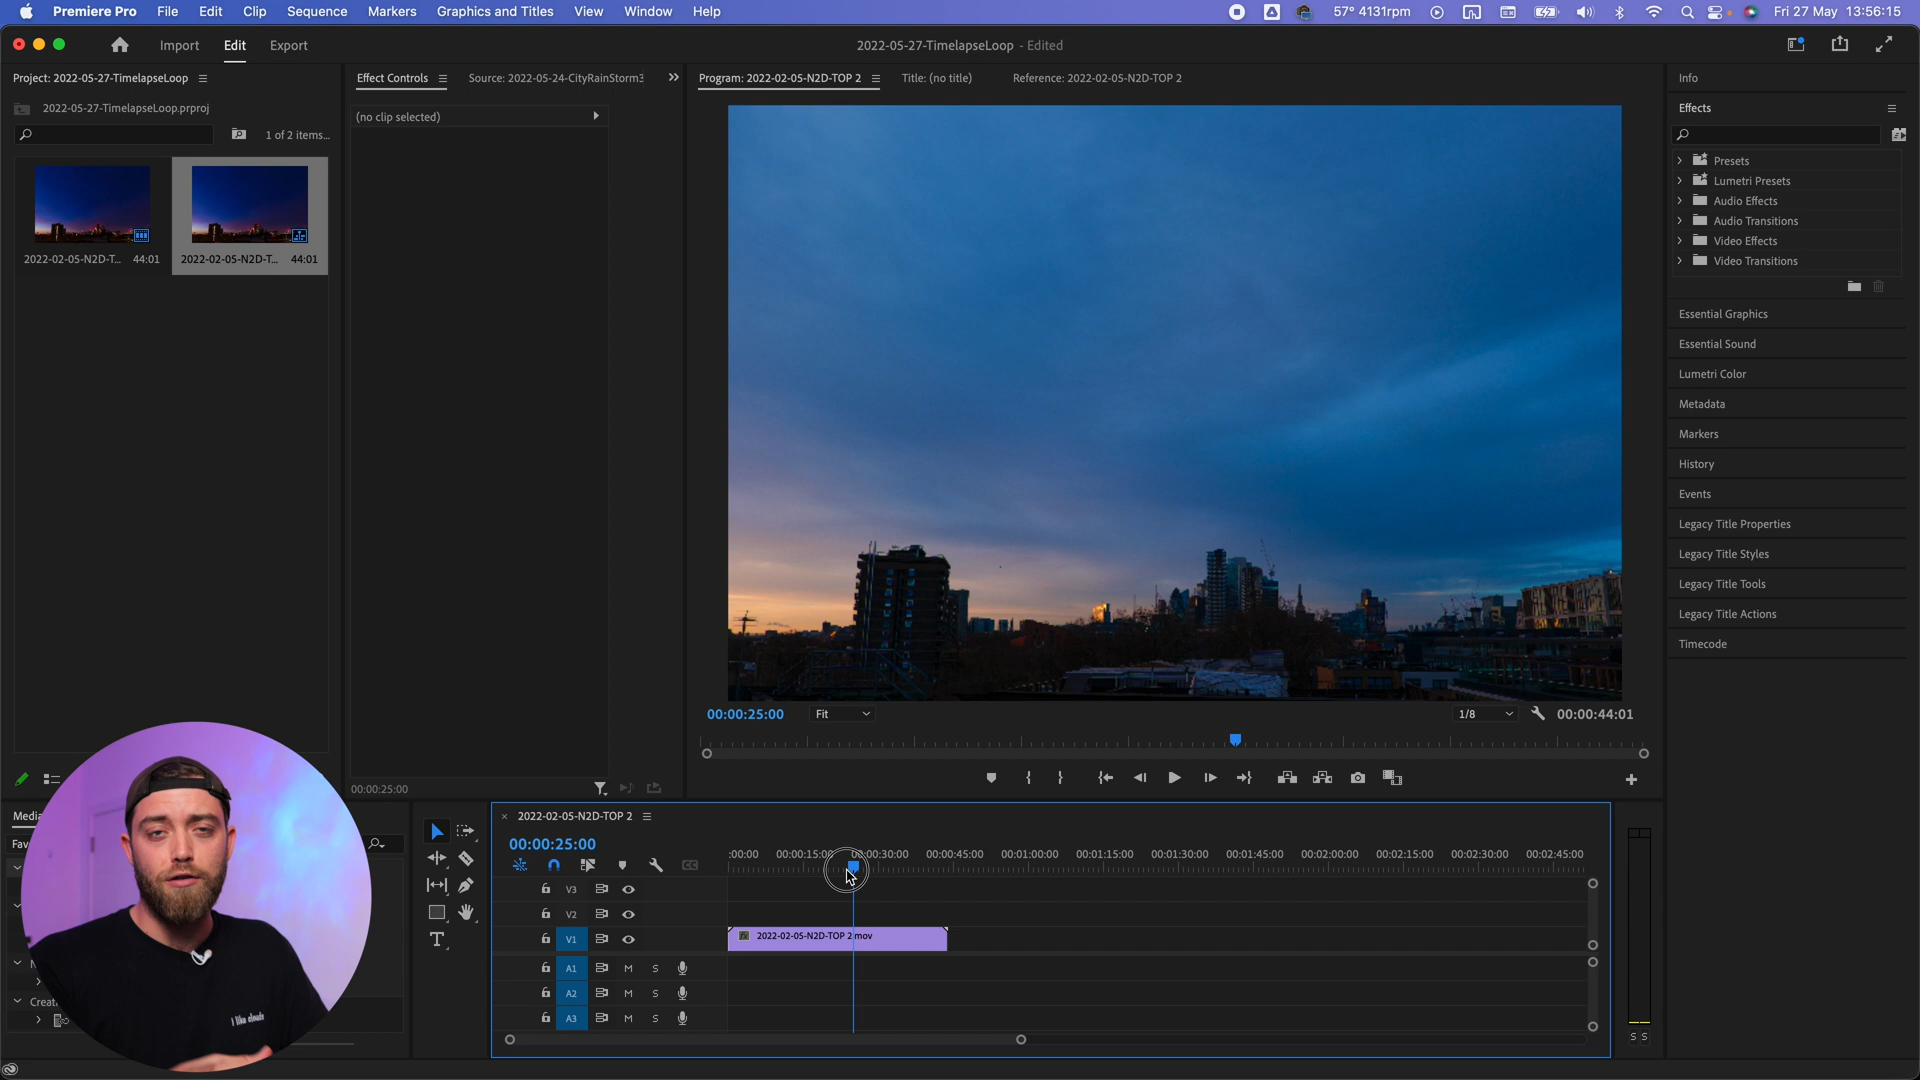 Premiere Pro File Edit Clip Sequence Markers Graphics and Titles View Window Help 57° 4131rpm Fri 27 May 13:56:15
Import Edit Export 2022-05-27-TimelapseLoop - Edited
Project: 2022-05-27-TimelapseLoop
2022-05-27-TimelapseLoop.prproj
1 of 2 items...
2022-02-05-N2D-T... 44:01
2022-02-05-N2D-T... 44:01
Effect Controls Source: 2022-05-24-CityRainStorm3
(no clip selected)
00:00:25:00
Program: 2022-02-05-N2D-TOP 2 Title: (no title) Reference: 2022-02-05-N2D-TOP 2
00:00:25:00 Fit 1/8 00:00:44:01
Info
Effects
Presets
Lumetri Presets
Audio Effects
Audio Transitions
Video Effects
Video Transitions
Essential Graphics
Essential Sound
Lumetri Color
Metadata
Markers
History
Events
Legacy Title Properties
Legacy Title Styles
Legacy Title Tools
Legacy Title Actions
Timecode
Media
Fav
Creat
I like clouds
T
× 2022-02-05-N2D-TOP 2
00:00:25:00
:00:00 00:00:15:00 00:00:30:00 00:00:45:00 00:01:00:00 00:01:15:00 00:01:30:00 00:01:45:00 00:02:00:00 00:02:15:00 00:02:30:00 00:02:45:00
V3
V2
V1 fx 2022-02-05-N2D-TOP 2.mov
A1 M S
A2 M S
A3 M S
S S